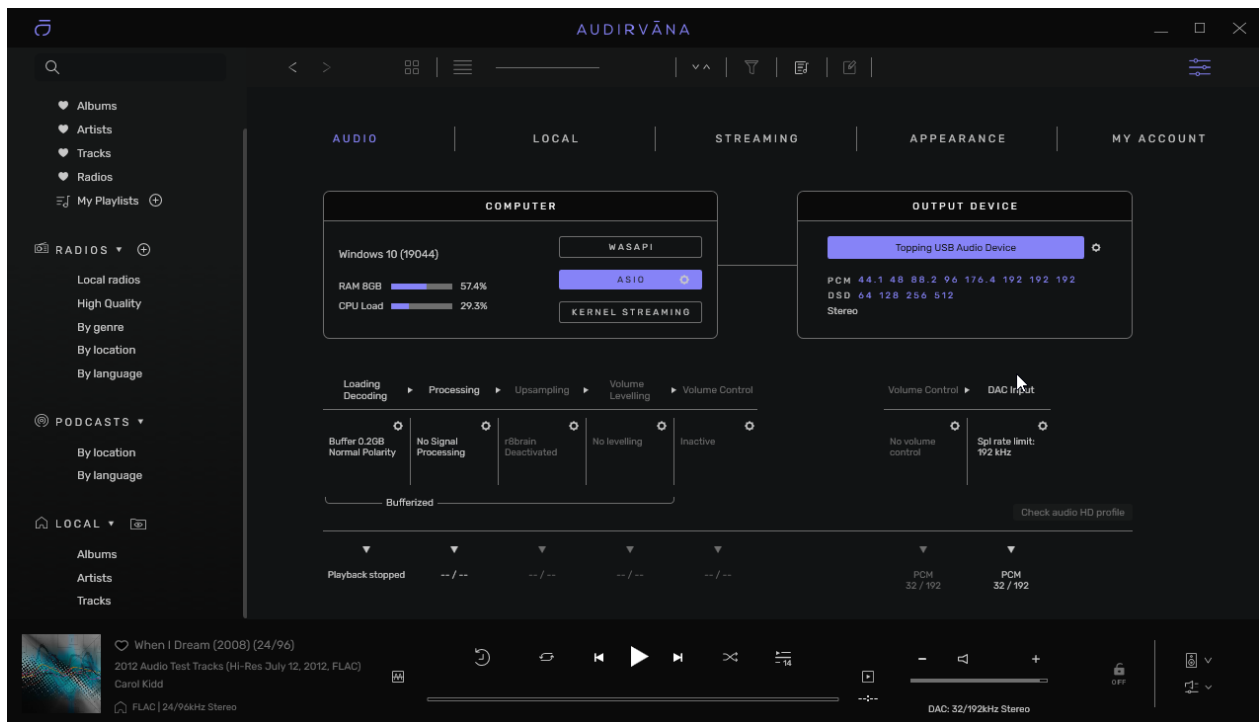 AUDIRVĀNA
Albums
Artists
Tracks
Radios
My Playlists
RADIOS
Local radios
High Quality
By genre
By location
By language
PODCASTS
By location
By language
LOCAL
Albums
Artists
Tracks
AUDIO
LOCAL
STREAMING
APPEARANCE
MY ACCOUNT
COMPUTER
Windows 10 (19044)
RAM 8GB 57.4%
CPU Load 29.3%
WASAPI
ASIO
KERNEL STREAMING
OUTPUT DEVICE
Topping USB Audio Device
PCM 44.1 48 88.2 96 176.4 192 192 192
DSD 64 128 256 512
Stereo
Loading
Decoding
Processing
Upsampling
Volume
Levelling
Volume Control
Volume Control
DAC Input
Buffer 0.2GB
Normal Polarity
No Signal
Processing
r8brain
Deactivated
No levelling
Inactive
No volume
control
Spl rate limit:
192 kHz
Bufferized
Check audio HD profile
Playback stopped
-- / --
-- / --
-- / --
-- / --
PCM
32 / 192
PCM
32 / 192
When I Dream (2008) (24/96)
2012 Audio Test Tracks (Hi-Res July 12, 2012, FLAC)
Carol Kidd
FLAC | 24/96kHz Stereo
14
--:--
DAC: 32/192kHz Stereo
OFF